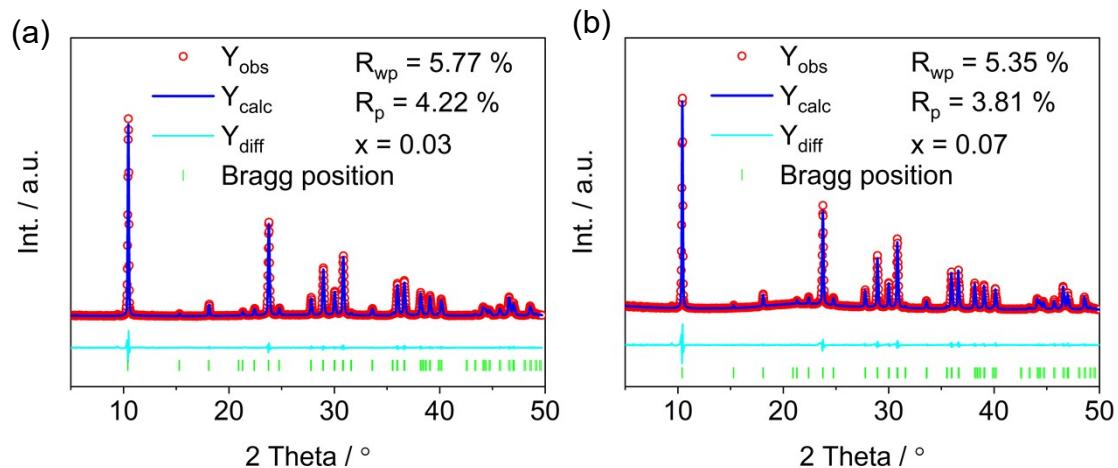 (a)
Y_obs
Y_calc
Y_diff
Bragg position
R_wp = 5.77 %
R_p = 4.22 %
x = 0.03
Int. / a.u.
10 20 30 40 50
2 Theta / °
(b)
Y_obs
Y_calc
Y_diff
Bragg position
R_wp = 5.35 %
R_p = 3.81 %
x = 0.07
Int. / a.u.
10 20 30 40 50
2 Theta / °